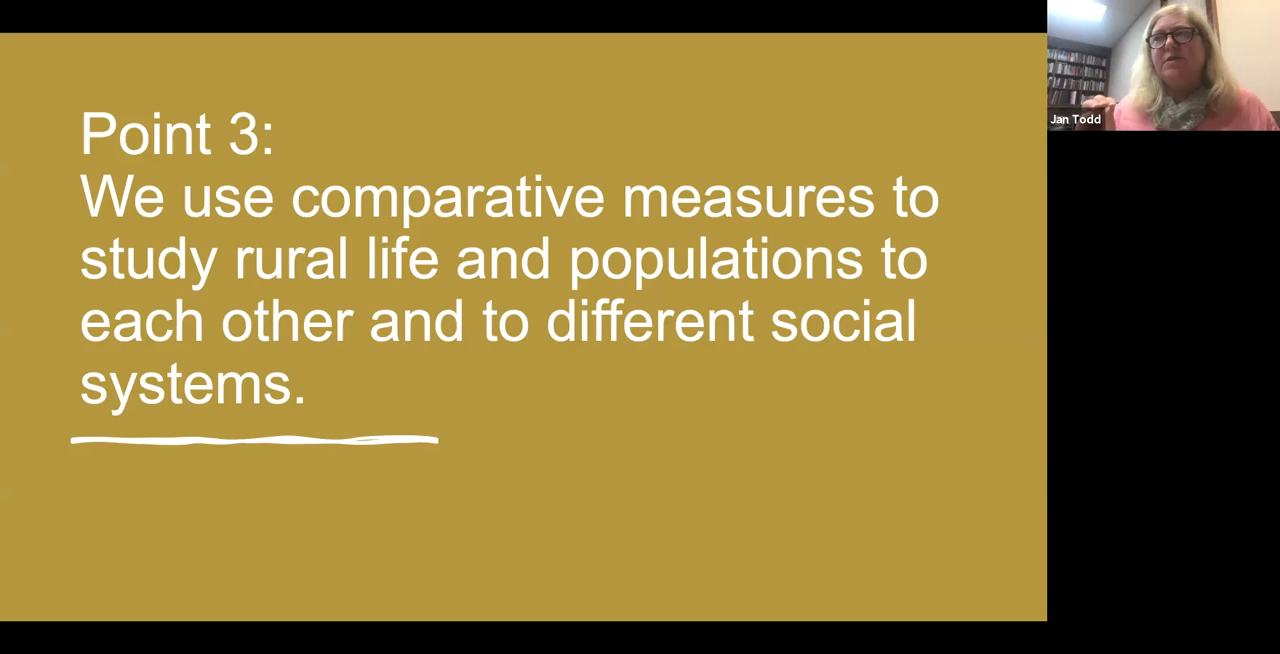 Point 3:
We use comparative measures to
study rural life and populations to
each other and to different social
systems.
Jan Todd